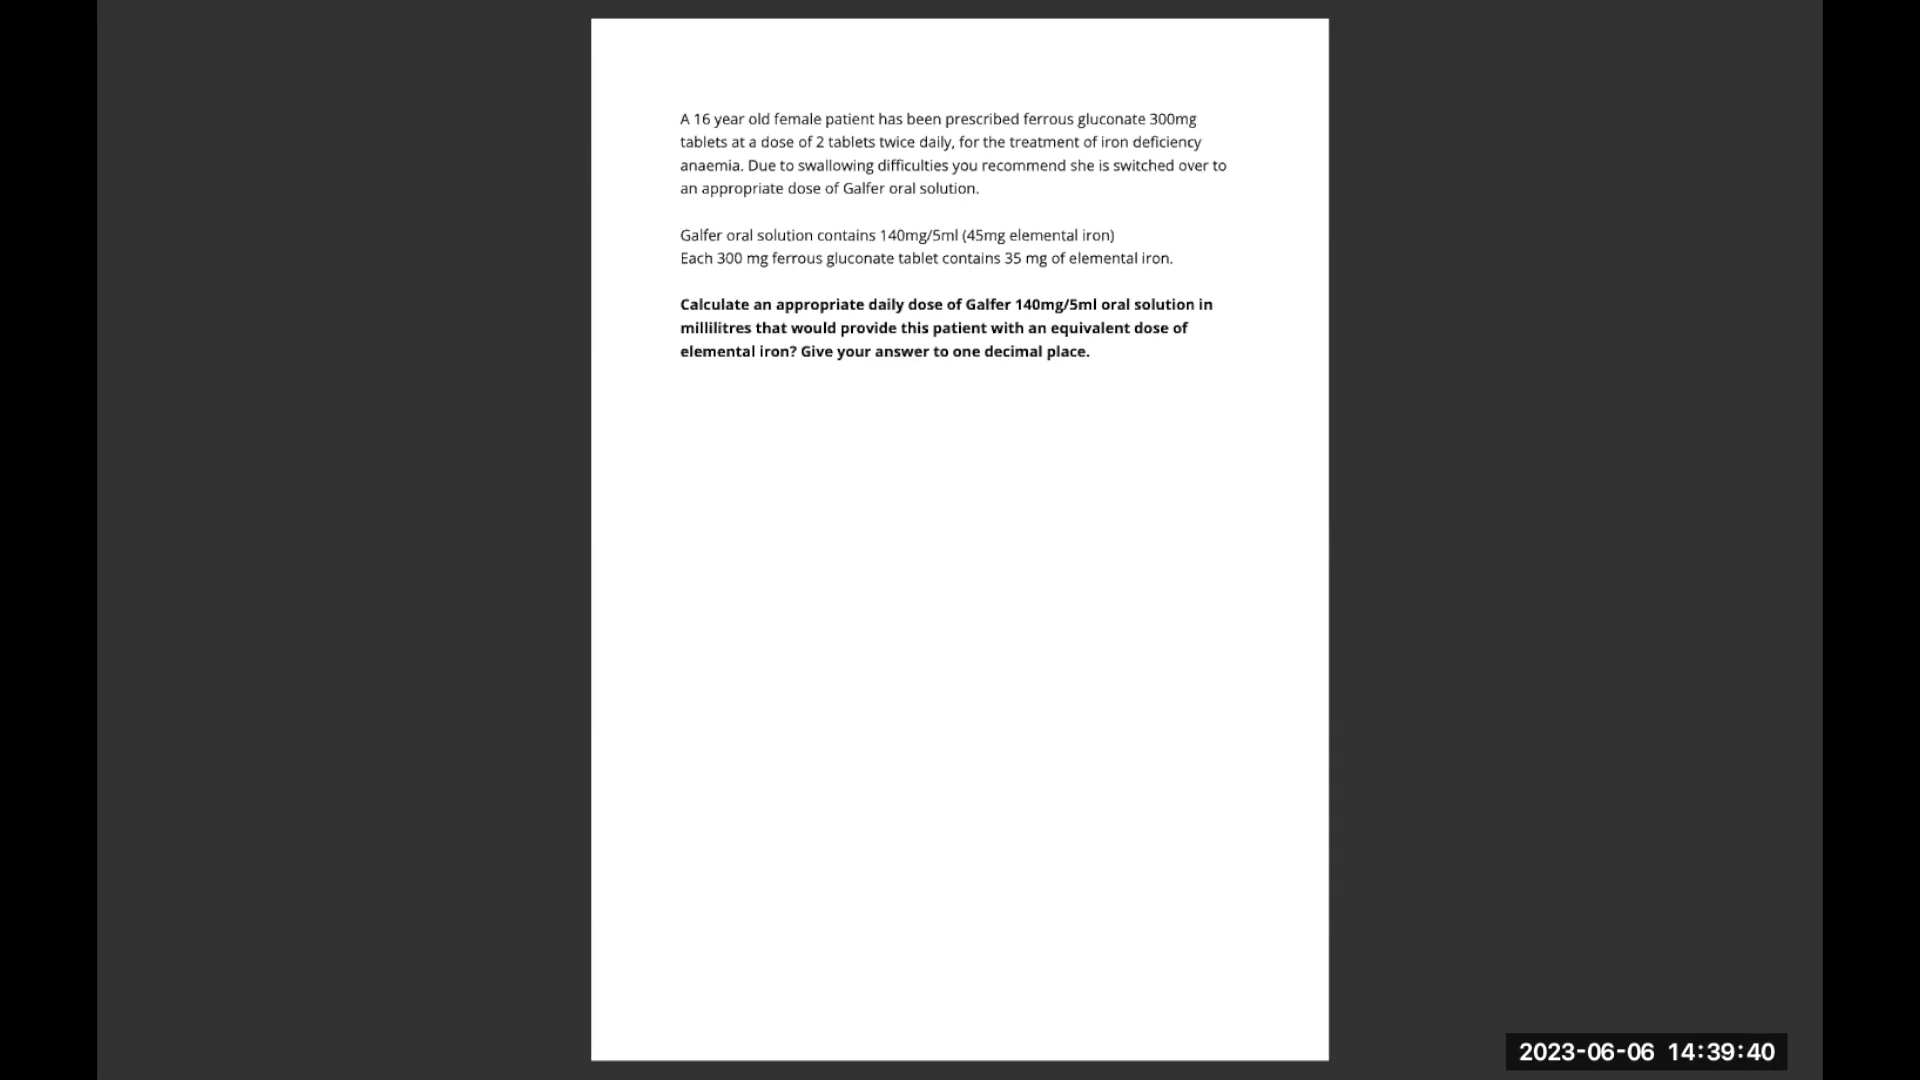 A 16 year old female patient has been prescribed ferrous gluconate 300mg
tablets at a dose of 2 tablets twice daily, for the treatment of iron deficiency
anaemia. Due to swallowing difficulties you recommend she is switched over to
an appropriate dose of Galfer oral solution.
Galfer oral solution contains 140mg/5ml (45mg elemental iron)
Each 300 mg ferrous gluconate tablet contains 35 mg of elemental iron.
Calculate an appropriate daily dose of Galfer 140mg/5ml oral solution in
millilitres that would provide this patient with an equivalent dose of
elemental iron? Give your answer to one decimal place.
2023-06-06 14:39:40